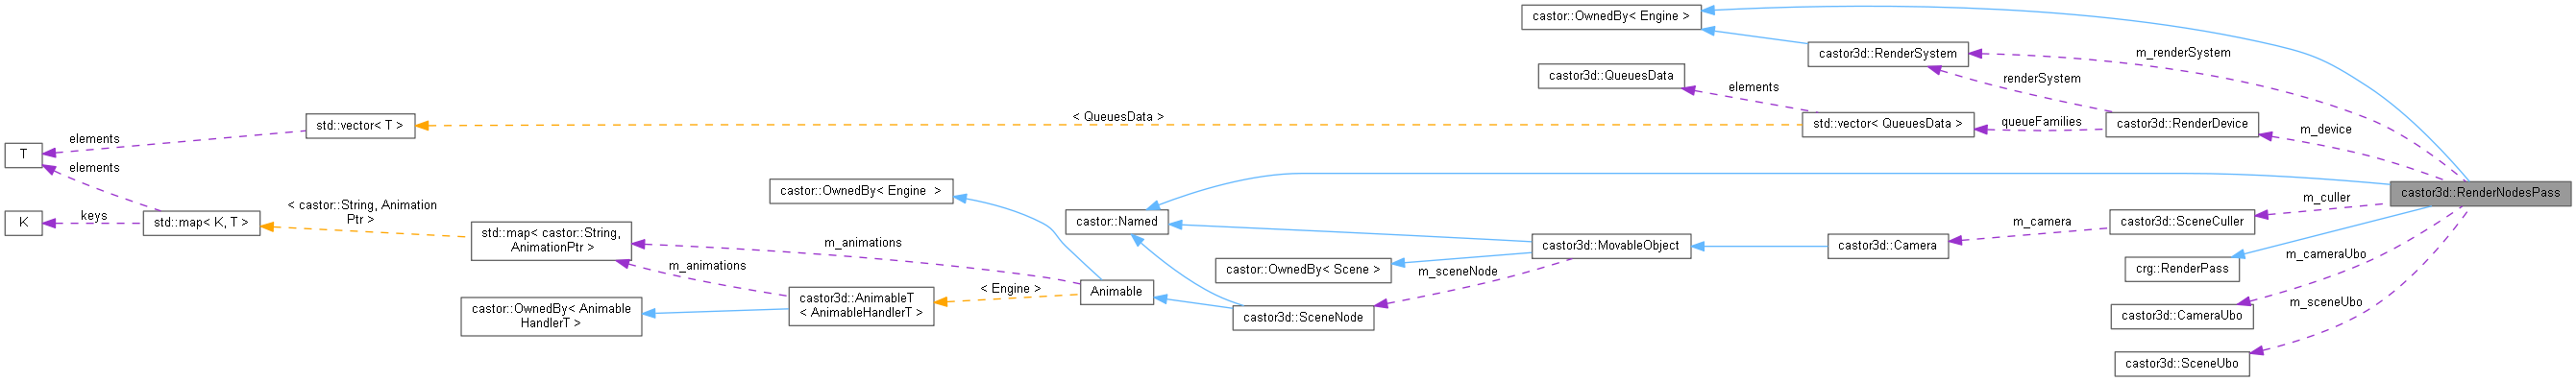 castor::OwnedBy< Engine >
castor3d::RenderSystem
m_renderSystem
castor3d::QueuesData
renderSystem
elements
< QueuesData >
std::vector< T >
std::vector< QueuesData >
queueFamilies
castor3d::RenderDevice
m_device
elements
T
elements
castor::OwnedBy< Engine  >
castor3d::RenderNodesPass
m_culler
< castor::String, Animation
Ptr >
K
keys
std::map< K, T >
castor::Named
m_camera
castor3d::SceneCuller
std::map< castor::String,
AnimationPtr >
m_animations
castor3d::MovableObject
castor3d::Camera
m_cameraUbo
m_animations
castor::OwnedBy< Scene >
m_sceneNode
crg::RenderPass
< Engine >
Animable
castor3d::AnimableT
< AnimableHandlerT >
m_sceneUbo
castor::OwnedBy< Animable
HandlerT >
castor3d::SceneNode
castor3d::CameraUbo
castor3d::SceneUbo